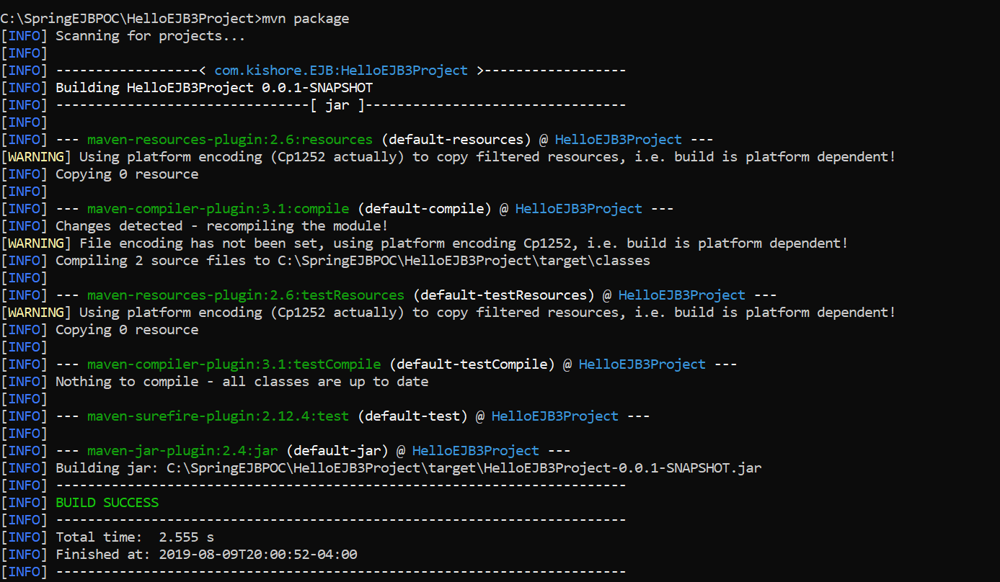 C:\SpringEJBPOC\HelloEJB3Project>mvn package
[INFO] Scanning for projects...
[INFO]
[INFO] ------------------< com.kishore.EJB:HelloEJB3Project >------------------
[INFO] Building HelloEJB3Project 0.0.1-SNAPSHOT
[INFO] --------------------------------[ jar ]---------------------------------
[INFO]
[INFO] --- maven-resources-plugin:2.6:resources (default-resources) @ HelloEJB3Project ---
[WARNING] Using platform encoding (Cp1252 actually) to copy filtered resources, i.e. build is platform dependent!
[INFO] Copying 0 resource
[INFO]
[INFO] --- maven-compiler-plugin:3.1:compile (default-compile) @ HelloEJB3Project ---
[INFO] Changes detected - recompiling the module!
[WARNING] File encoding has not been set, using platform encoding Cp1252, i.e. build is platform dependent!
[INFO] Compiling 2 source files to C:\SpringEJBPOC\HelloEJB3Project\target\classes
[INFO]
[INFO] --- maven-resources-plugin:2.6:testResources (default-testResources) @ HelloEJB3Project ---
[WARNING] Using platform encoding (Cp1252 actually) to copy filtered resources, i.e. build is platform dependent!
[INFO] Copying 0 resource
[INFO]
[INFO] --- maven-compiler-plugin:3.1:testCompile (default-testCompile) @ HelloEJB3Project ---
[INFO] Nothing to compile - all classes are up to date
[INFO]
[INFO] --- maven-surefire-plugin:2.12.4:test (default-test) @ HelloEJB3Project ---
[INFO]
[INFO] --- maven-jar-plugin:2.4:jar (default-jar) @ HelloEJB3Project ---
[INFO] Building jar: C:\SpringEJBPOC\HelloEJB3Project\target\HelloEJB3Project-0.0.1-SNAPSHOT.jar
[INFO] ------------------------------------------------------------------------
[INFO] BUILD SUCCESS
[INFO] ------------------------------------------------------------------------
[INFO] Total time:  2.555 s
[INFO] Finished at: 2019-08-09T20:00:52-04:00
[INFO] ------------------------------------------------------------------------